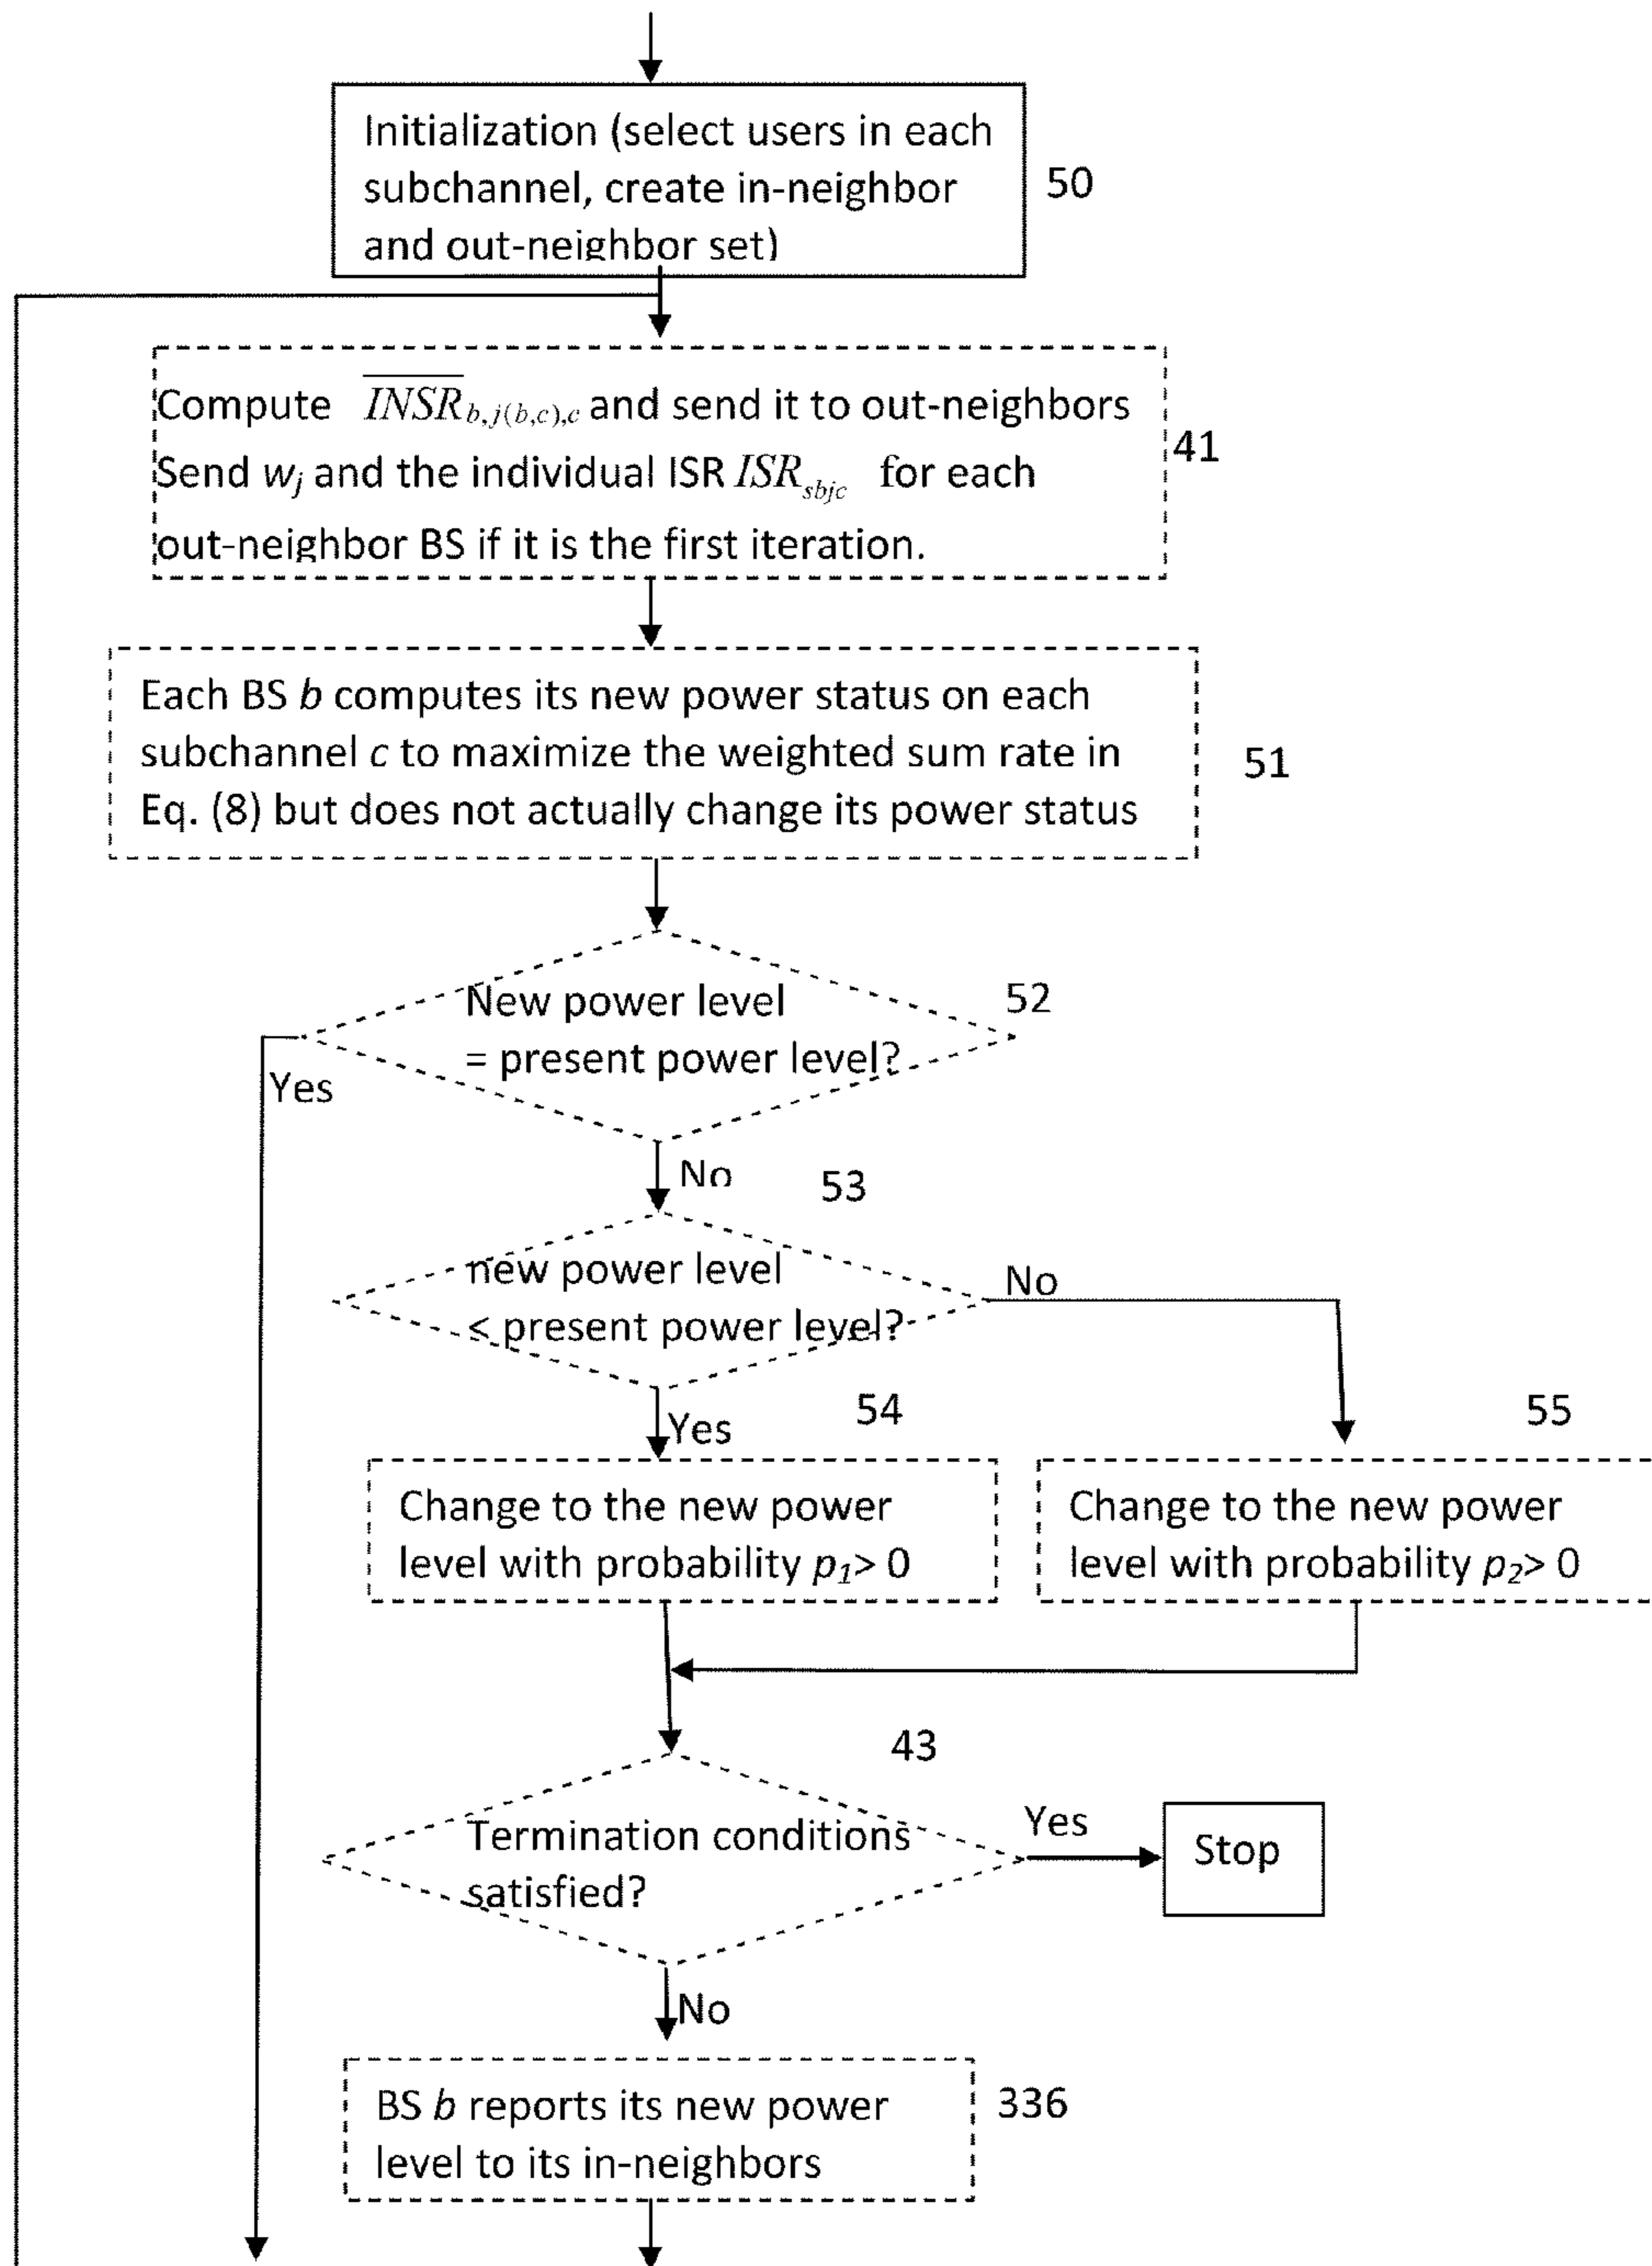 Initialization (select users in each
subchannel, create in-neighbor
and out-neighbor set)
50
Compute \overline{INSR}_{b,j(b,c),c} and send it to out-neighbors
Send w_j and the individual ISR ISR_{sbjc} for each
out-neighbor BS if it is the first iteration.
41
Each BS b computes its new power status on each
subchannel c to maximize the weighted sum rate in
Eq. (8) but does not actually change its power status
51
New power level
= present power level?
52
Yes
No
53
new power level
< present power level?
No
Yes
54
55
Change to the new power
level with probability p_1> 0
Change to the new power
level with probability p_2> 0
43
Termination conditions
satisfied?
Yes
Stop
No
BS b reports its new power
level to its in-neighbors
336